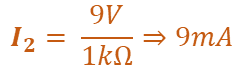 I₂ = 9V / 1kΩ ⇒ 9mA